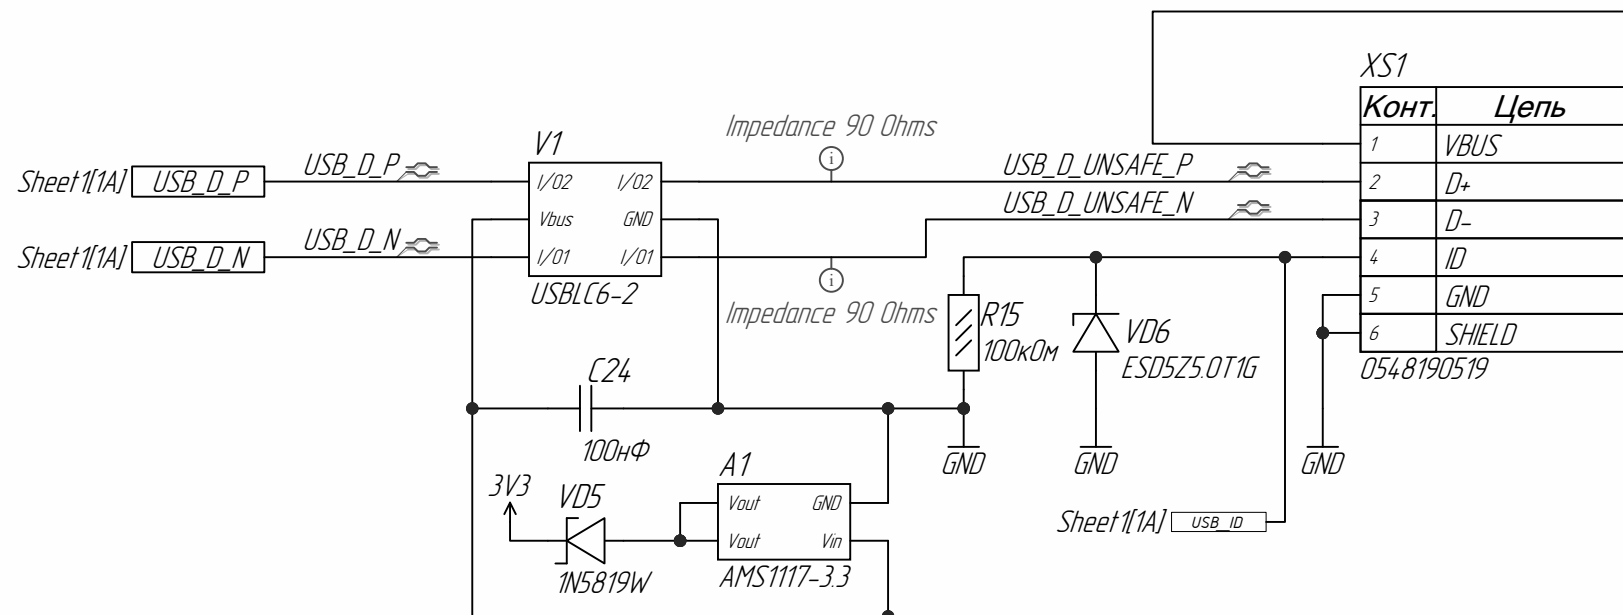 XS1
Конт. Цепь
1 VBUS
2 D+
3 D-
4 ID
5 GND
6 SHIELD
0548190519
Impedance 90 Ohms
i
V1
Sheet1[1A] USB_D_P
USB_D_P
I/O2 I/O2
USB_D_UNSAFE_P
Vbus GND
USB_D_UNSAFE_N
Sheet1[1A] USB_D_N
USB_D_N
I/O1 I/O1
USBLC6-2
i
Impedance 90 Ohms
R15
100кОм
VD6
ESD5Z5.0T1G
C24
100нФ
GND
GND
GND
A1
3V3
VD5
Vout GND
Vout Vin
1N5819W
AMS1117-3.3
Sheet1[1A] USB_ID